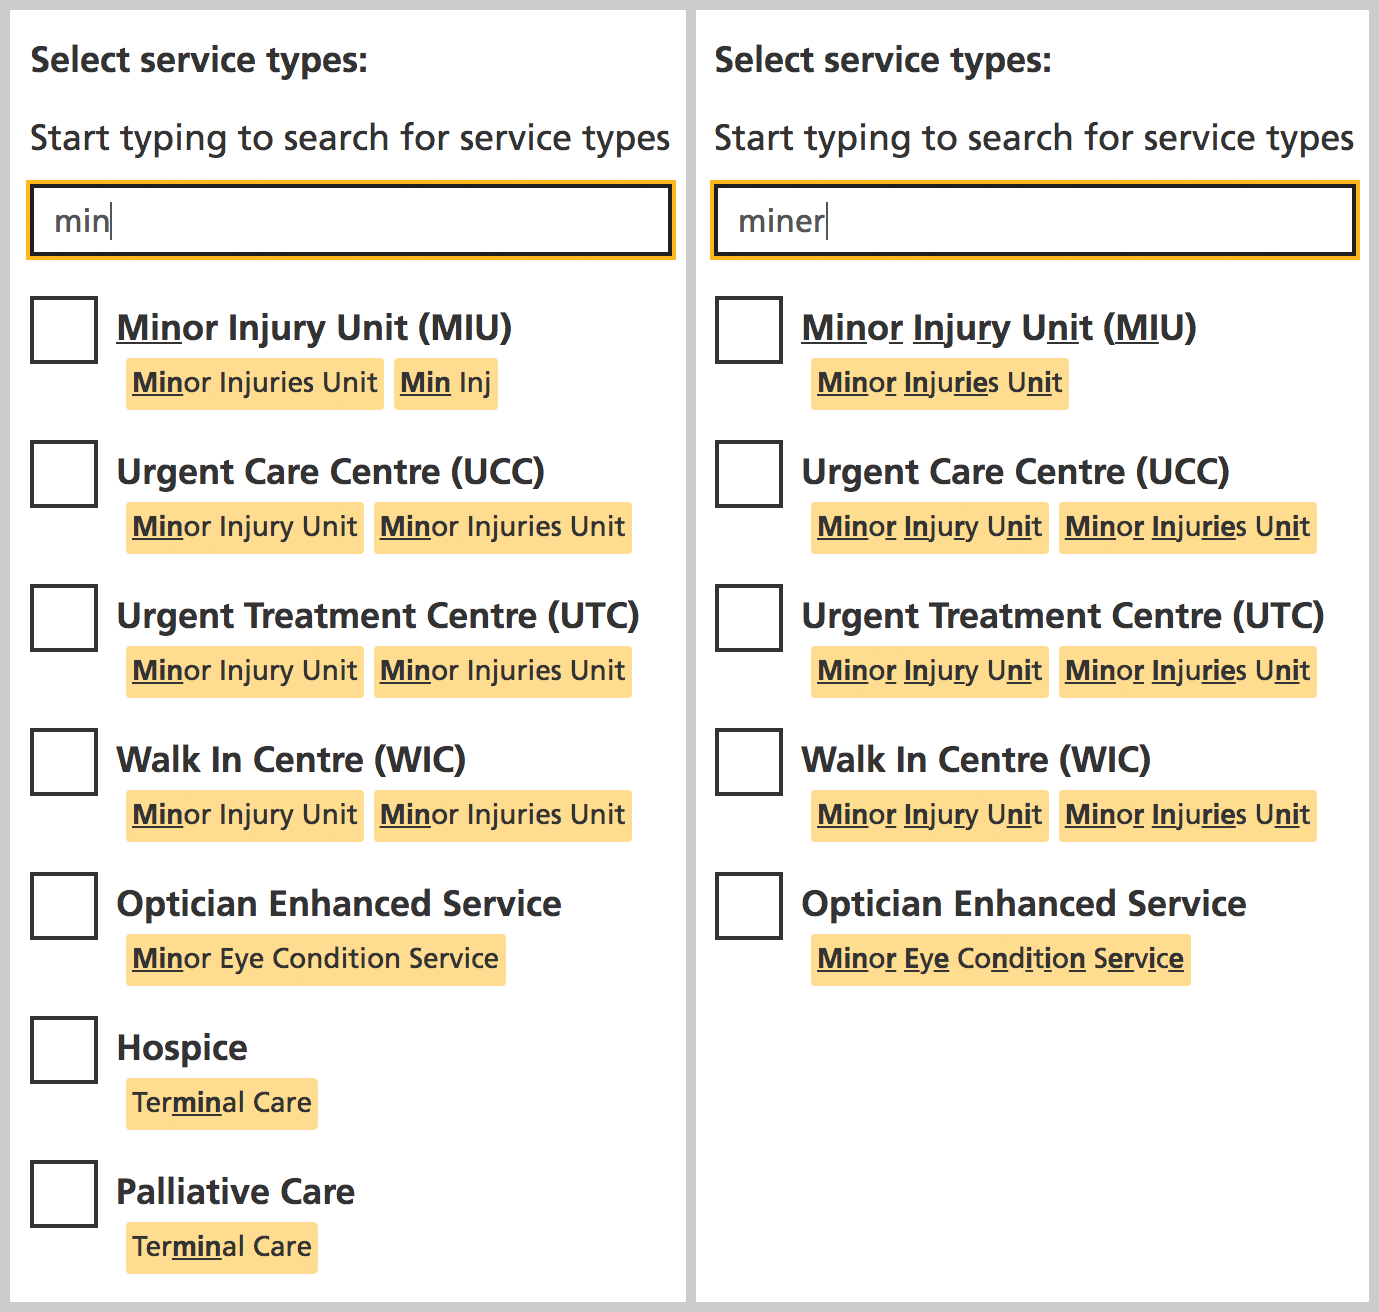 Select service types:
Start typing to search for service types
min
Minor Injury Unit (MIU)
Minor Injuries Unit Min Inj
Urgent Care Centre (UCC)
Minor Injury Unit Minor Injuries Unit
Urgent Treatment Centre (UTC)
Minor Injury Unit Minor Injuries Unit
Walk In Centre (WIC)
Minor Injury Unit Minor Injuries Unit
Optician Enhanced Service
Minor Eye Condition Service
Hospice
Terminal Care
Palliative Care
Terminal Care
Select service types:
Start typing to search for service types
miner
Minor Injury Unit (MIU)
Minor Injuries Unit
Urgent Care Centre (UCC)
Minor Injury Unit Minor Injuries Unit
Urgent Treatment Centre (UTC)
Minor Injury Unit Minor Injuries Unit
Walk In Centre (WIC)
Minor Injury Unit Minor Injuries Unit
Optician Enhanced Service
Minor Eye Condition Service